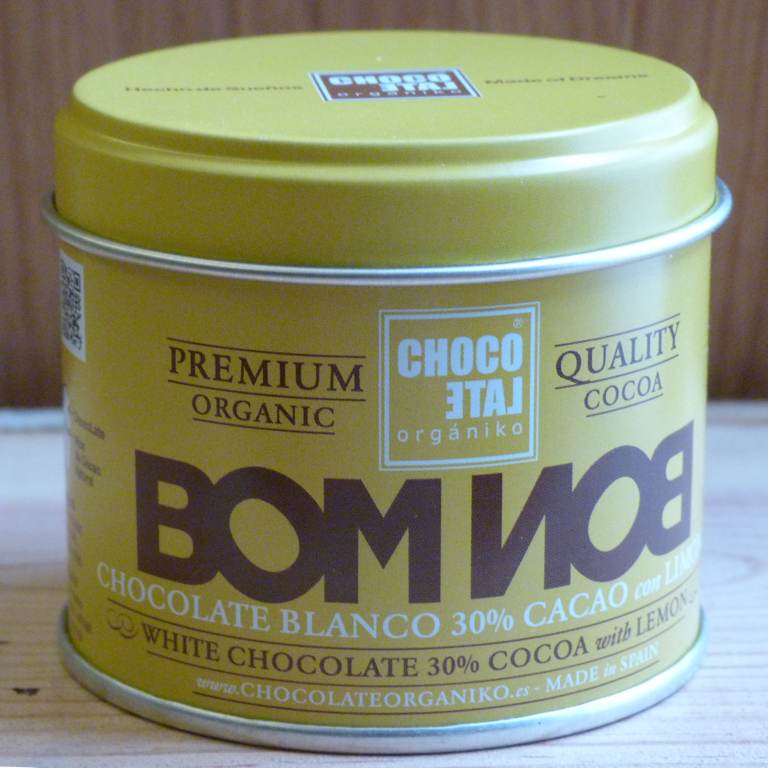 Hecho de Sueños
CHOCO
LATE
orgániko
Made of Dreams
PREMIUM
ORGANIC
CHOCO
LATE
orgániko
®
QUALITY
COCOA
BOM NOB
CHOCOLATE BLANCO 30% CACAO con LIMÓN
WHITE CHOCOLATE 30% COCOA with LEMON
www.CHOCOLATEORGANIKO.es - MADE in SPAIN